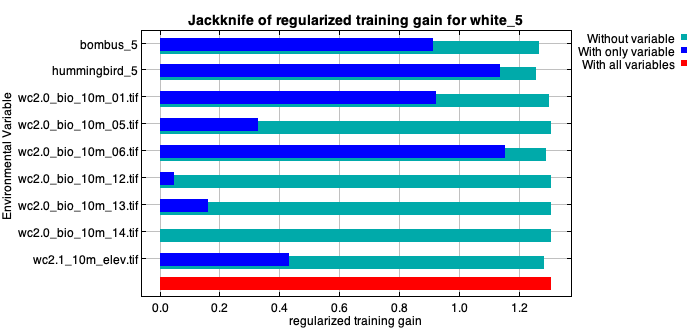 Jackknife of regularized training gain for white_5
Without variable
With only variable
With all variables
Environmental Variable
bombus_5
hummingbird_5
wc2.0_bio_10m_01.tif
wc2.0_bio_10m_05.tif
wc2.0_bio_10m_06.tif
wc2.0_bio_10m_12.tif
wc2.0_bio_10m_13.tif
wc2.0_bio_10m_14.tif
wc2.1_10m_elev.tif
0.0 0.2 0.4 0.6 0.8 1.0 1.2
regularized training gain